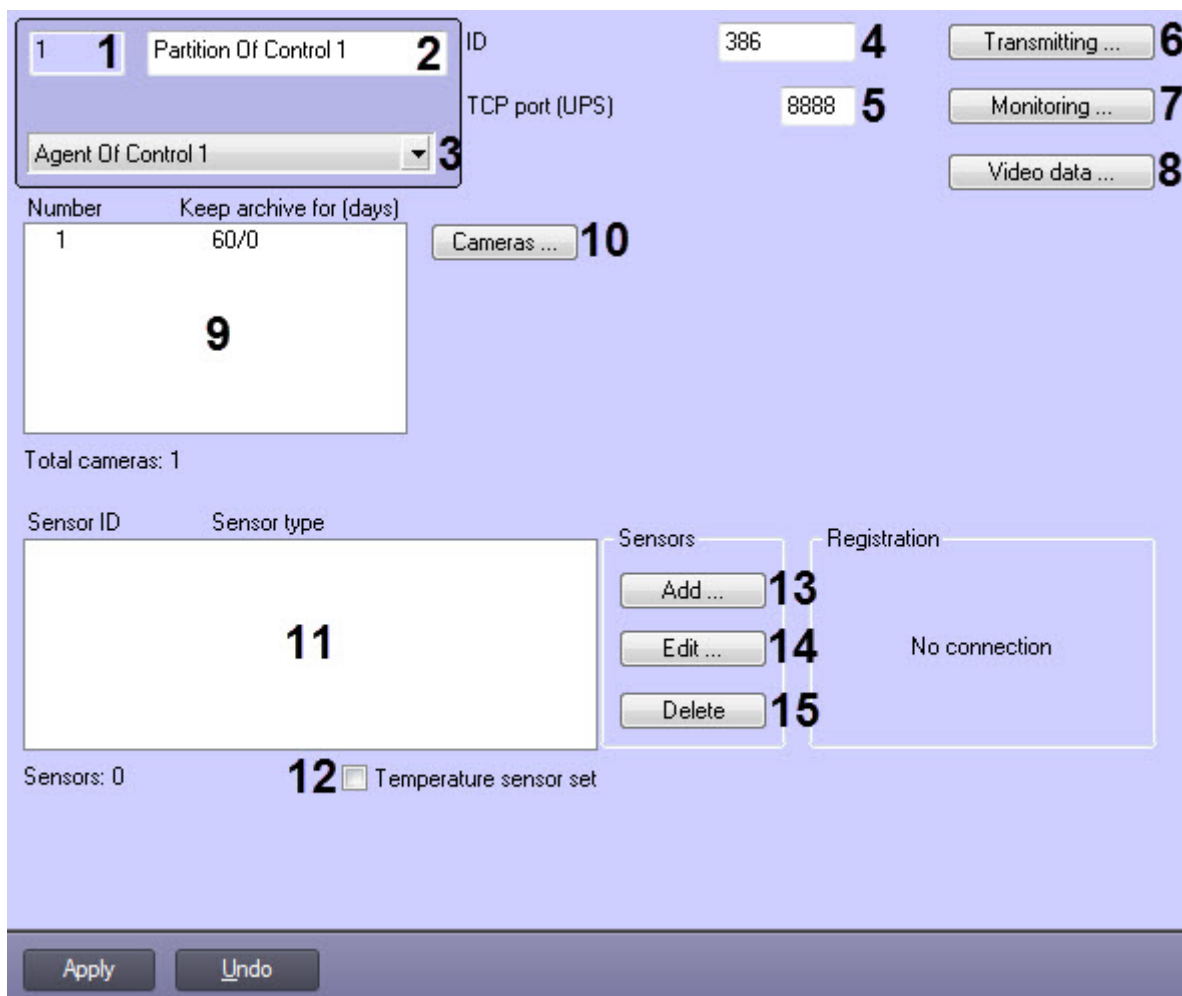 1 1 Partition Of Control 1 2 ID 386 4 Transmitting ... 6
TCP port (UPS) 8888 5 Monitoring ... 7
Agent Of Control 1 3 Video data ... 8
Number Keep archive for (days)
1 60/0 Cameras ... 10
9
Total cameras: 1
Sensor ID Sensor type
Sensors Registration
Add ... 13
11 Edit ... 14 No connection
Delete 15
Sensors: 0 12 Temperature sensor set
Apply Undo